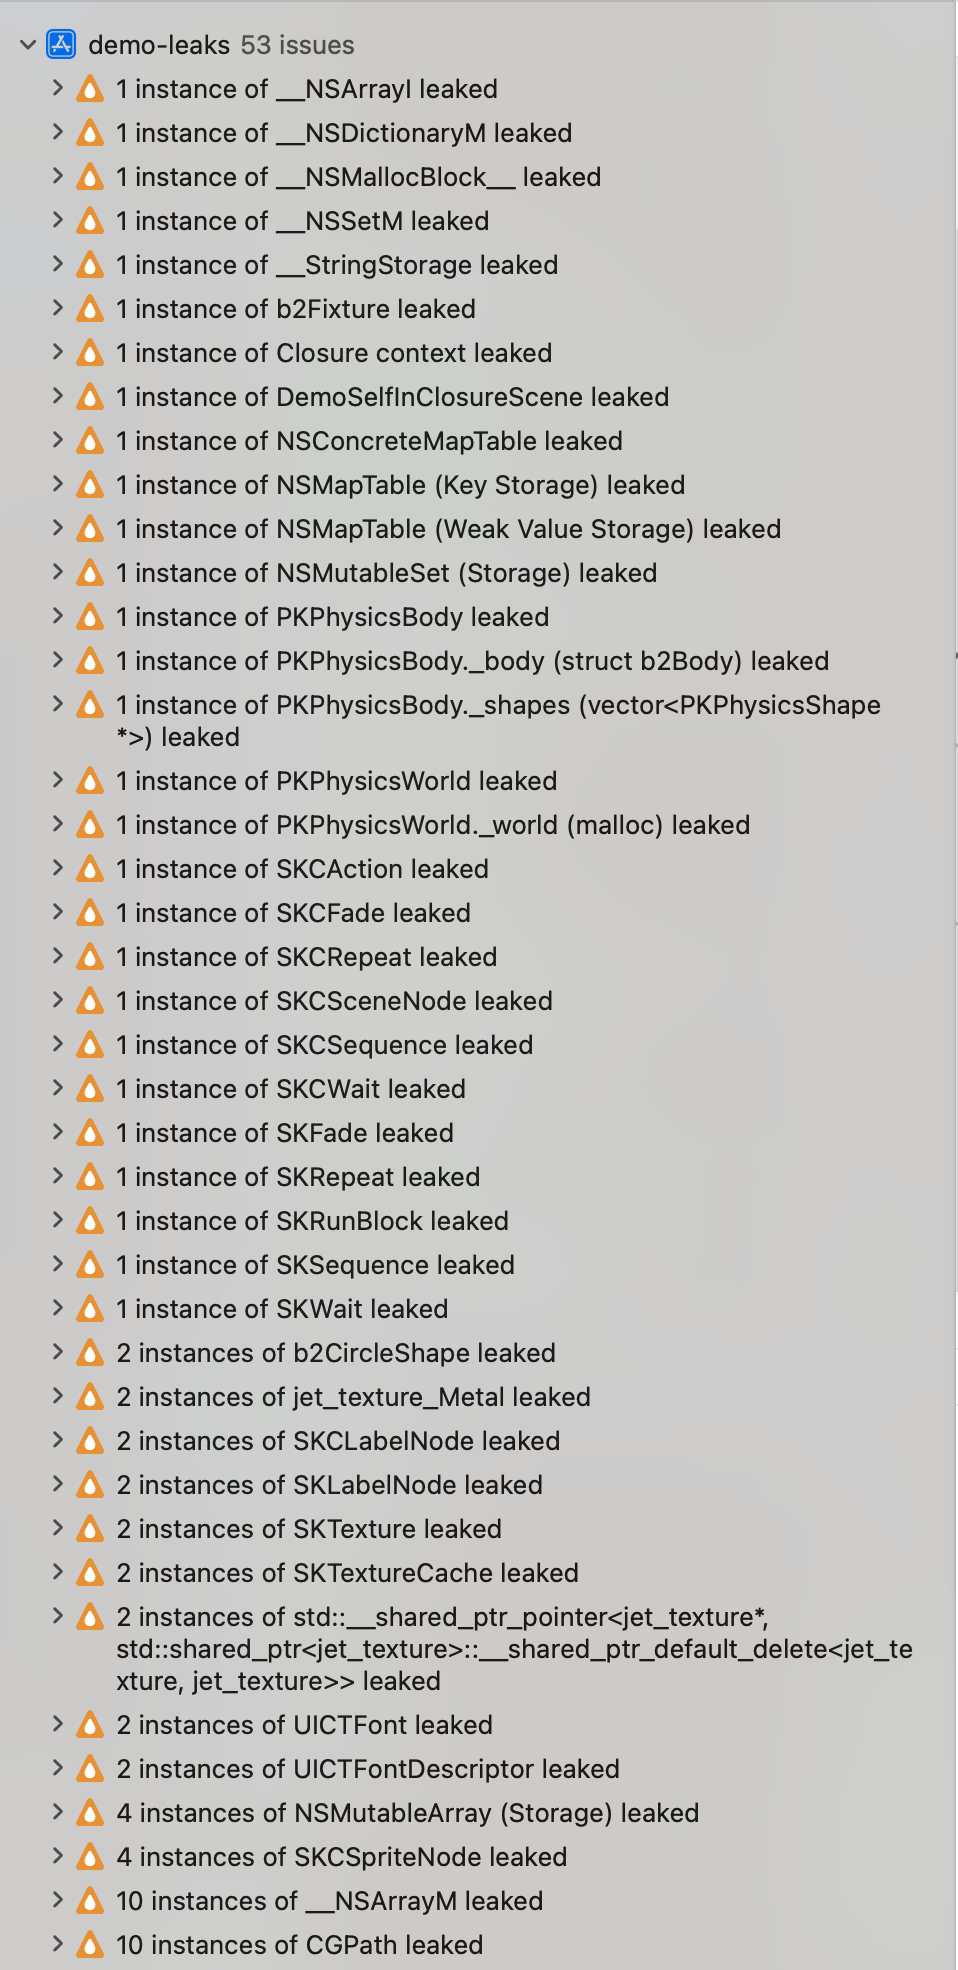 demo-leaks 53 issues
1 instance of __NSArrayI leaked
1 instance of __NSDictionaryM leaked
1 instance of __NSMallocBlock__ leaked
1 instance of __NSSetM leaked
1 instance of __StringStorage leaked
1 instance of b2Fixture leaked
1 instance of Closure context leaked
1 instance of DemoSelfInClosureScene leaked
1 instance of NSConcreteMapTable leaked
1 instance of NSMapTable (Key Storage) leaked
1 instance of NSMapTable (Weak Value Storage) leaked
1 instance of NSMutableSet (Storage) leaked
1 instance of PKPhysicsBody leaked
1 instance of PKPhysicsBody._body (struct b2Body) leaked
1 instance of PKPhysicsBody._shapes (vector<PKPhysicsShape
*>) leaked
1 instance of PKPhysicsWorld leaked
1 instance of PKPhysicsWorld._world (malloc) leaked
1 instance of SKCAction leaked
1 instance of SKCFade leaked
1 instance of SKCRepeat leaked
1 instance of SKCSceneNode leaked
1 instance of SKCSequence leaked
1 instance of SKCWait leaked
1 instance of SKFade leaked
1 instance of SKRepeat leaked
1 instance of SKRunBlock leaked
1 instance of SKSequence leaked
1 instance of SKWait leaked
2 instances of b2CircleShape leaked
2 instances of jet_texture_Metal leaked
2 instances of SKCLabelNode leaked
2 instances of SKLabelNode leaked
2 instances of SKTexture leaked
2 instances of SKTextureCache leaked
2 instances of std::__shared_ptr_pointer<jet_texture*,
std::shared_ptr<jet_texture>::__shared_ptr_default_delete<jet_te
xture, jet_texture>> leaked
2 instances of UICTFont leaked
2 instances of UICTFontDescriptor leaked
4 instances of NSMutableArray (Storage) leaked
4 instances of SKCSpriteNode leaked
10 instances of __NSArrayM leaked
10 instances of CGPath leaked